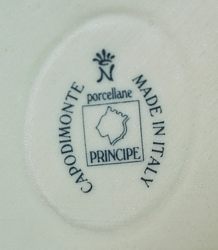 N
porcellane
PRINCIPE
CAPODIMONTE
MADE IN ITALY